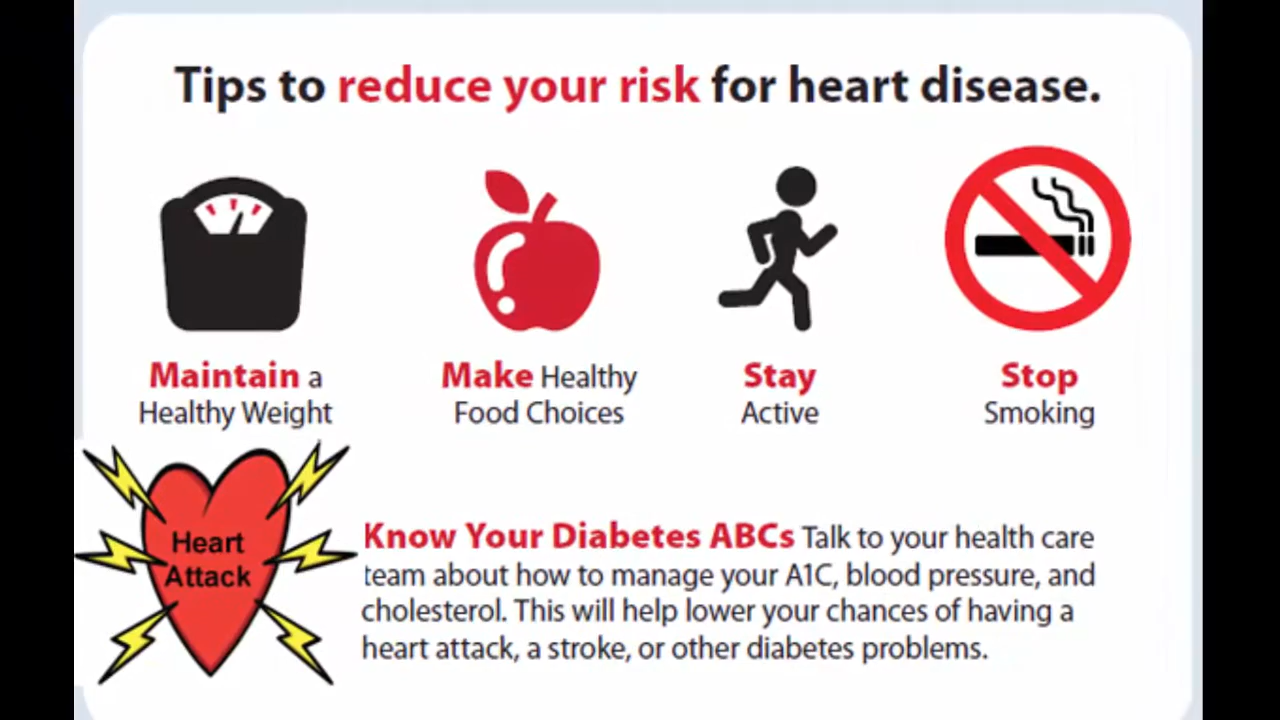 Tips to reduce your risk for heart disease.
Maintain a
Healthy Weight
Make Healthy
Food Choices
Stay
Active
Stop
Smoking
Heart
Attack
Know Your Diabetes ABCs Talk to your health care
team about how to manage your A1C, blood pressure, and
cholesterol. This will help lower your chances of having a
heart attack, a stroke, or other diabetes problems.